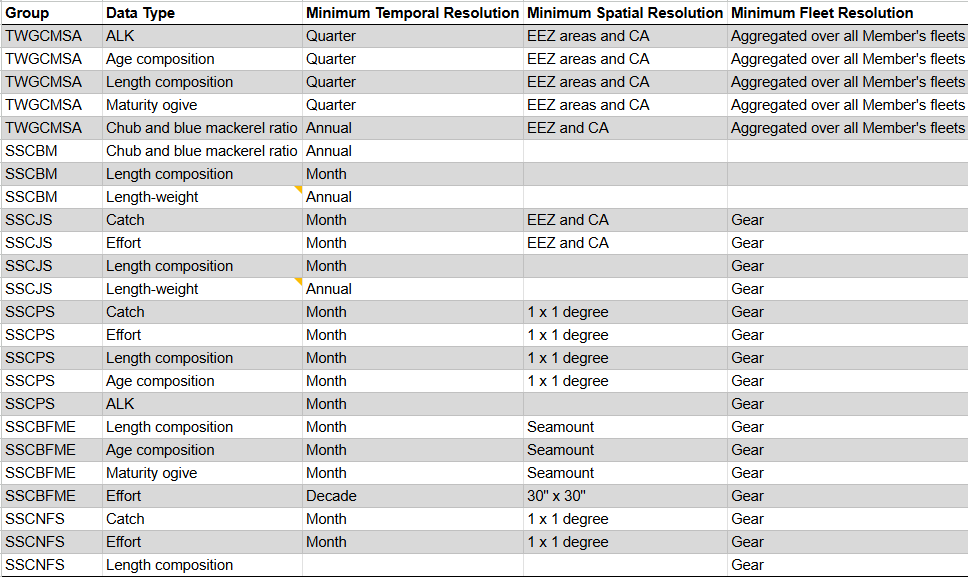 Group Data Type Minimum Temporal Resolution Minimum Spatial Resolution Minimum Fleet Resolution
TWGCMSA ALK Quarter EEZ areas and CA Aggregated over all Member's fleets
TWGCMSA Age composition Quarter EEZ areas and CA Aggregated over all Member's fleets
TWGCMSA Length composition Quarter EEZ areas and CA Aggregated over all Member's fleets
TWGCMSA Maturity ogive Quarter EEZ areas and CA Aggregated over all Member's fleets
TWGCMSA Chub and blue mackerel ratio Annual EEZ and CA Aggregated over all Member's fleets
SSCBM Chub and blue mackerel ratio Annual
SSCBM Length composition Month
SSCBM Length-weight Annual
SSCJS Catch Month EEZ and CA Gear
SSCJS Effort Month EEZ and CA Gear
SSCJS Length composition Month Gear
SSCJS Length-weight Annual Gear
SSCPS Catch Month 1 x 1 degree Gear
SSCPS Effort Month 1 x 1 degree Gear
SSCPS Length composition Month 1 x 1 degree Gear
SSCPS Age composition Month 1 x 1 degree Gear
SSCPS ALK Month Gear
SSCBFME Length composition Month Seamount Gear
SSCBFME Age composition Month Seamount Gear
SSCBFME Maturity ogive Month Seamount Gear
SSCBFME Effort Decade 30" x 30" Gear
SSCNFS Catch Month 1 x 1 degree Gear
SSCNFS Effort Month 1 x 1 degree Gear
SSCNFS Length composition Gear